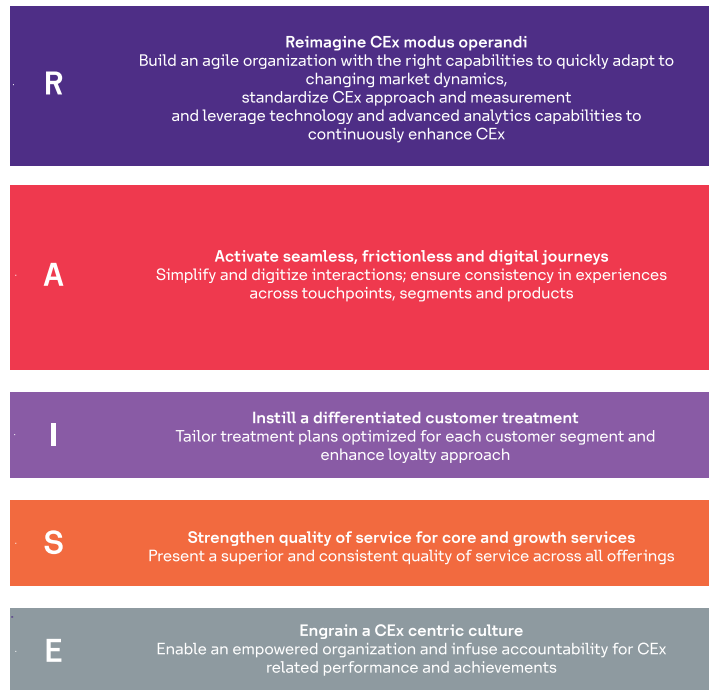 R
Reimagine CEx modus operandi
Build an agile organization with the right capabilities to quickly adapt to
changing market dynamics,
standardize CEx approach and measurement
and leverage technology and advanced analytics capabilities to
continuously enhance CEx
A
Activate seamless, frictionless and digital journeys
Simplify and digitize interactions; ensure consistency in experiences
across touchpoints, segments and products
I
Instill a differentiated customer treatment
Tailor treatment plans optimized for each customer segment and
enhance loyalty approach
S
Strengthen quality of service for core and growth services
Present a superior and consistent quality of service across all offerings
E
Engrain a CEx centric culture
Enable an empowered organization and infuse accountability for CEx
related performance and achievements